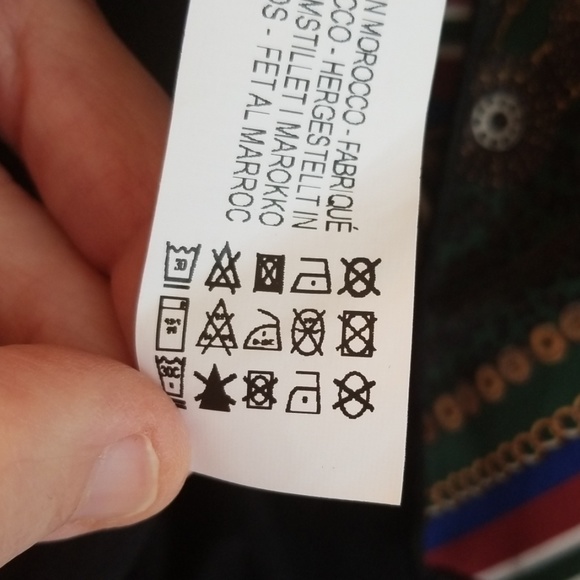 N MOROCCO - FABRIQUÉ
CCO - HERGESTELLT IN
MSTILLET I MAROKKO
OS - FET AL MARROC